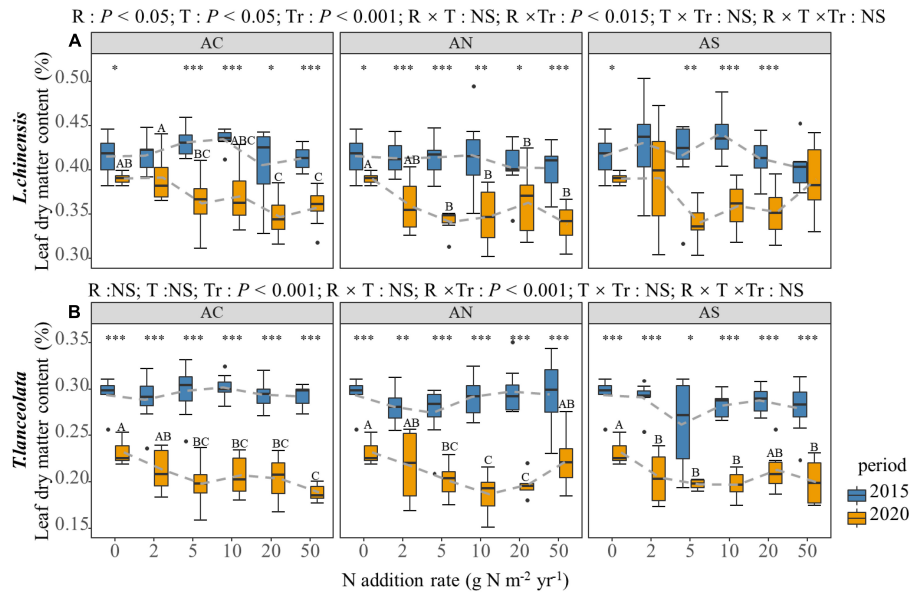 R : P < 0.05; T : P < 0.05; Tr : P < 0.001; R × T : NS; R ×Tr : P < 0.015; T × Tr : NS; R × T ×Tr : NS
A
AC AN AS
* *** *** * ***
* *** *** ** * ***
* ** *** ***
L.chinensis
Leaf dry matter content (%)
0.50
0.45
0.40
0.35
0.30
AB A BC ABC C C
A AB B B B B
R :NS; T :NS; Tr : P < 0.001; R × T : NS; R ×Tr : P < 0.001; T × Tr : NS; R × T ×Tr : NS
B
AC AN AS
*** *** *** *** *** ***
*** ** *** *** *** ***
*** *** * *** *** ***
T.lanceolata
Leaf dry matter content (%)
0.35
0.30
0.25
0.20
0.15
A AB BC BC BC C
A AB BC C C AB
A B B B AB B
0 2 5 10 20 50
0 2 5 10 20 50
0 2 5 10 20 50
N addition rate (g N m⁻² yr⁻¹)
period
2015
2020